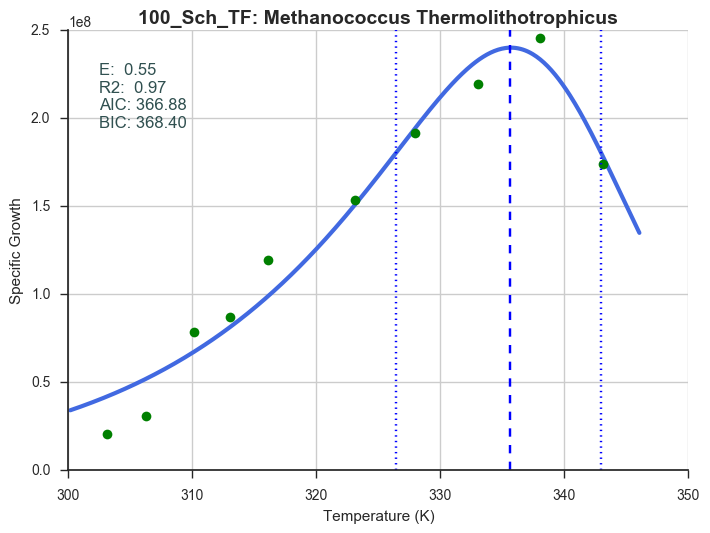 100_Sch_TF: Methanococcus Thermolithotrophicus
1e8
2.5
2.0
1.5
1.0
0.5
0.0
Specific Growth
E:  0.55
R2:  0.97
AIC: 366.88
BIC: 368.40
300 310 320 330 340 350
Temperature (K)